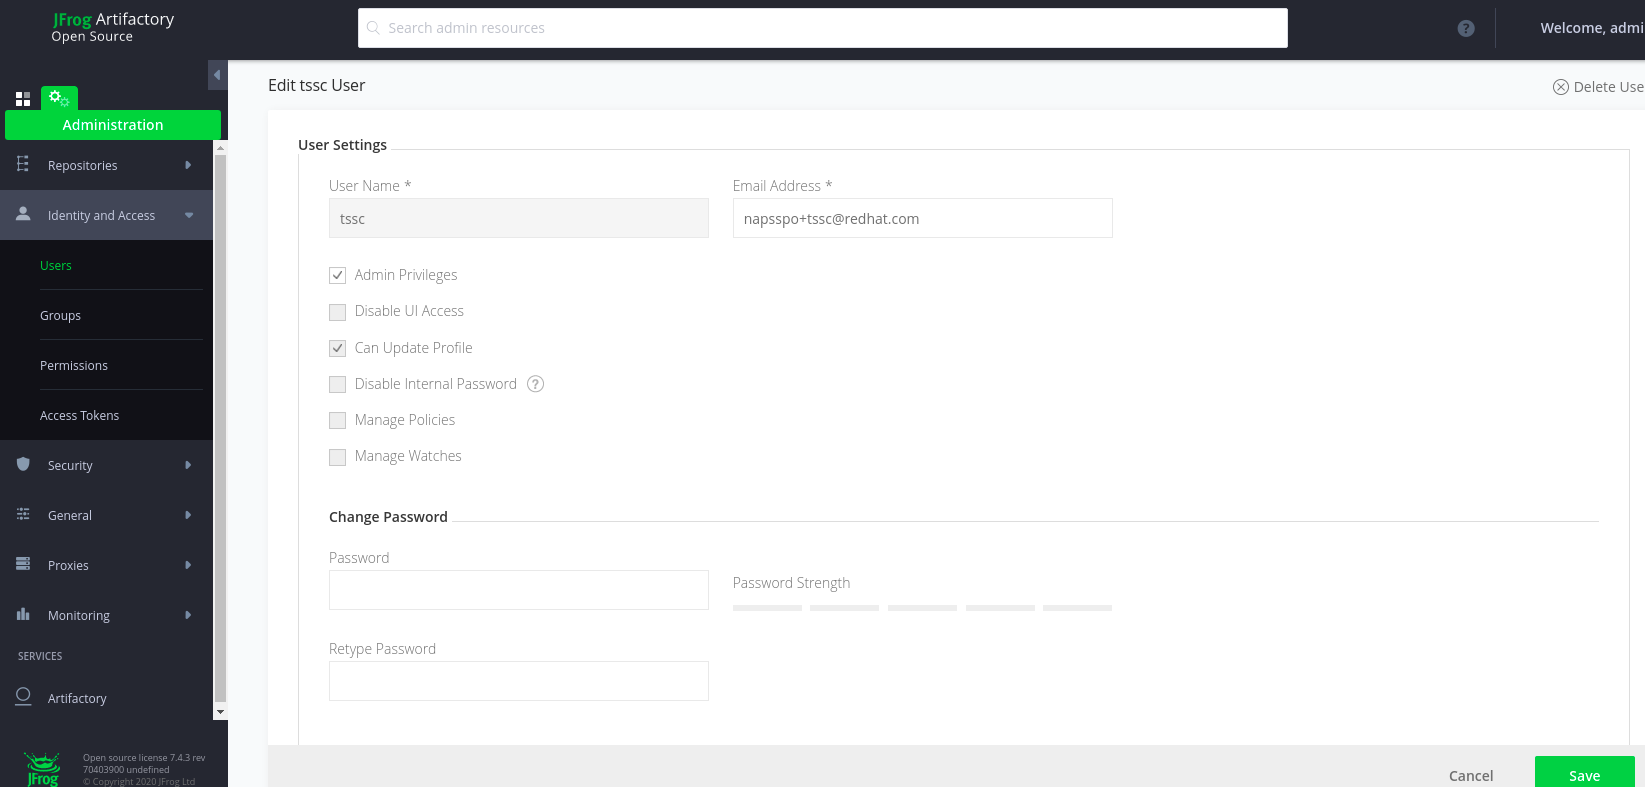 JFrog Artifactory
Open Source
Search admin resources
?
Welcome, admi
Administration
Repositories
Identity and Access
Users
Groups
Permissions
Access Tokens
Security
General
Proxies
Monitoring
SERVICES
Artifactory
JFrog
Open source license 7.4.3 rev
70403900 undefined
© Copyright 2020 JFrog Ltd
Edit tssc User
Delete Use
User Settings
User Name *
Email Address *
tssc
napsspo+tssc@redhat.com
Admin Privileges
Disable UI Access
Can Update Profile
Disable Internal Password ?
Manage Policies
Manage Watches
Change Password
Password
Password Strength
Retype Password
Cancel
Save